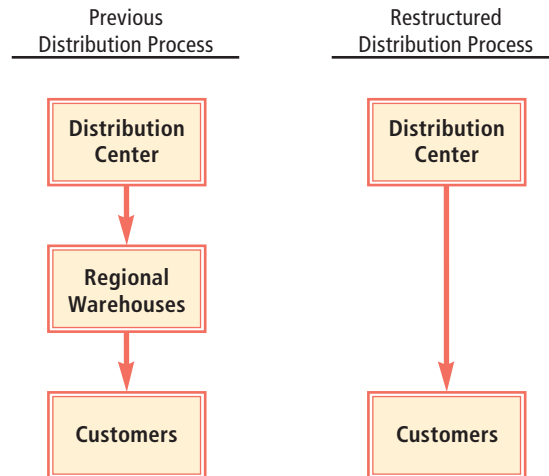 Previous
Distribution Process
Distribution
Center
Regional
Warehouses
Customers
Restructured
Distribution Process
Distribution
Center
Customers